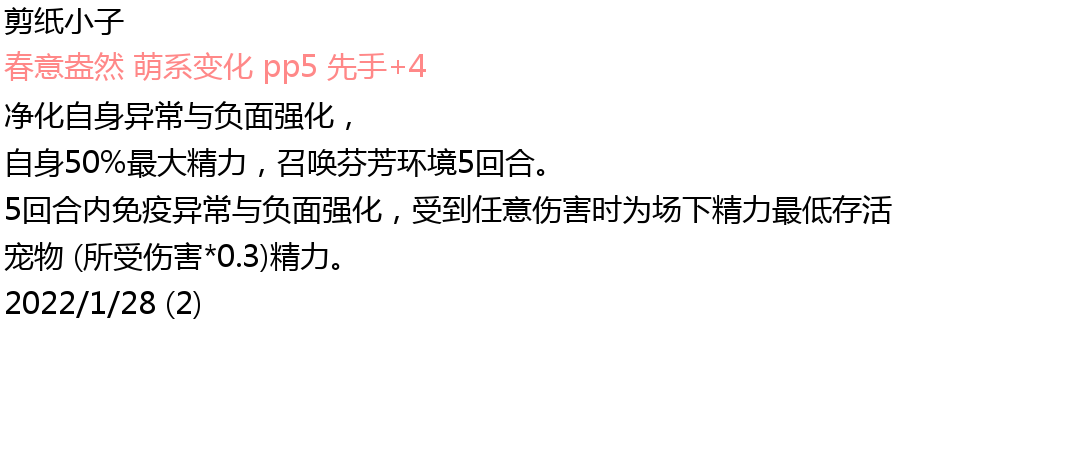 剪纸小子
春意盎然 萌系变化 pp5 先手+4
净化自身异常与负面强化，
自身50%最大精力，召唤芬芳环境5回合。
5回合内免疫异常与负面强化，受到任意伤害时为场下精力最低存活
宠物 (所受伤害*0.3)精力。
2022/1/28 (2)